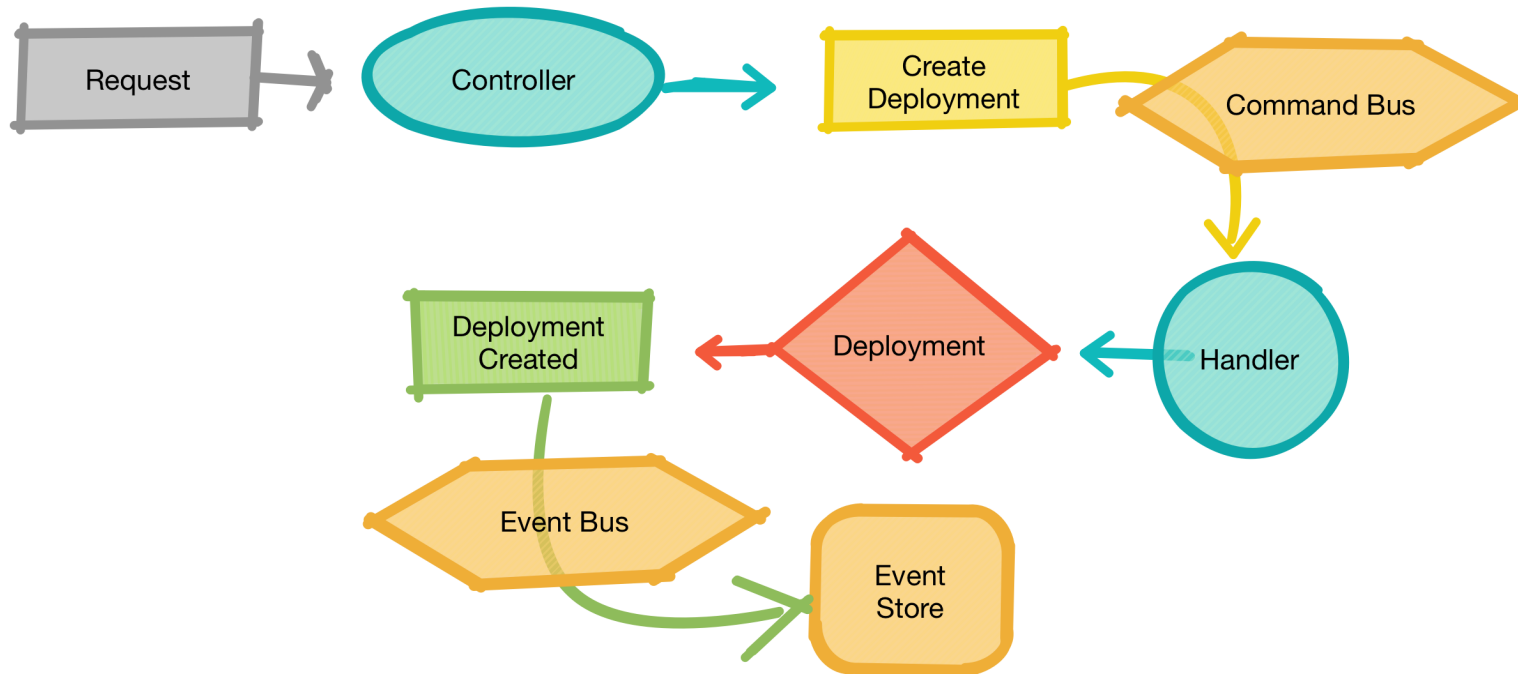 Request
Controller
Create
Deployment
Command Bus
Handler
Deployment
Deployment
Created
Event Bus
Event
Store